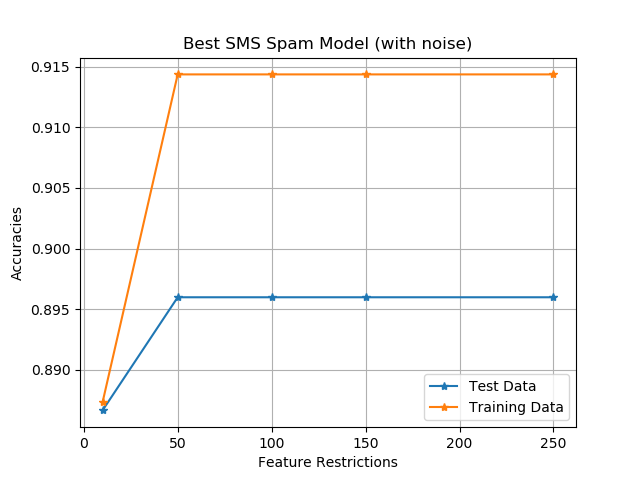 Best SMS Spam Model (with noise)
0.915
0.910
0.905
0.900
0.895
0.890
Accuracies
0 50 100 150 200 250
Feature Restrictions
Test Data
Training Data